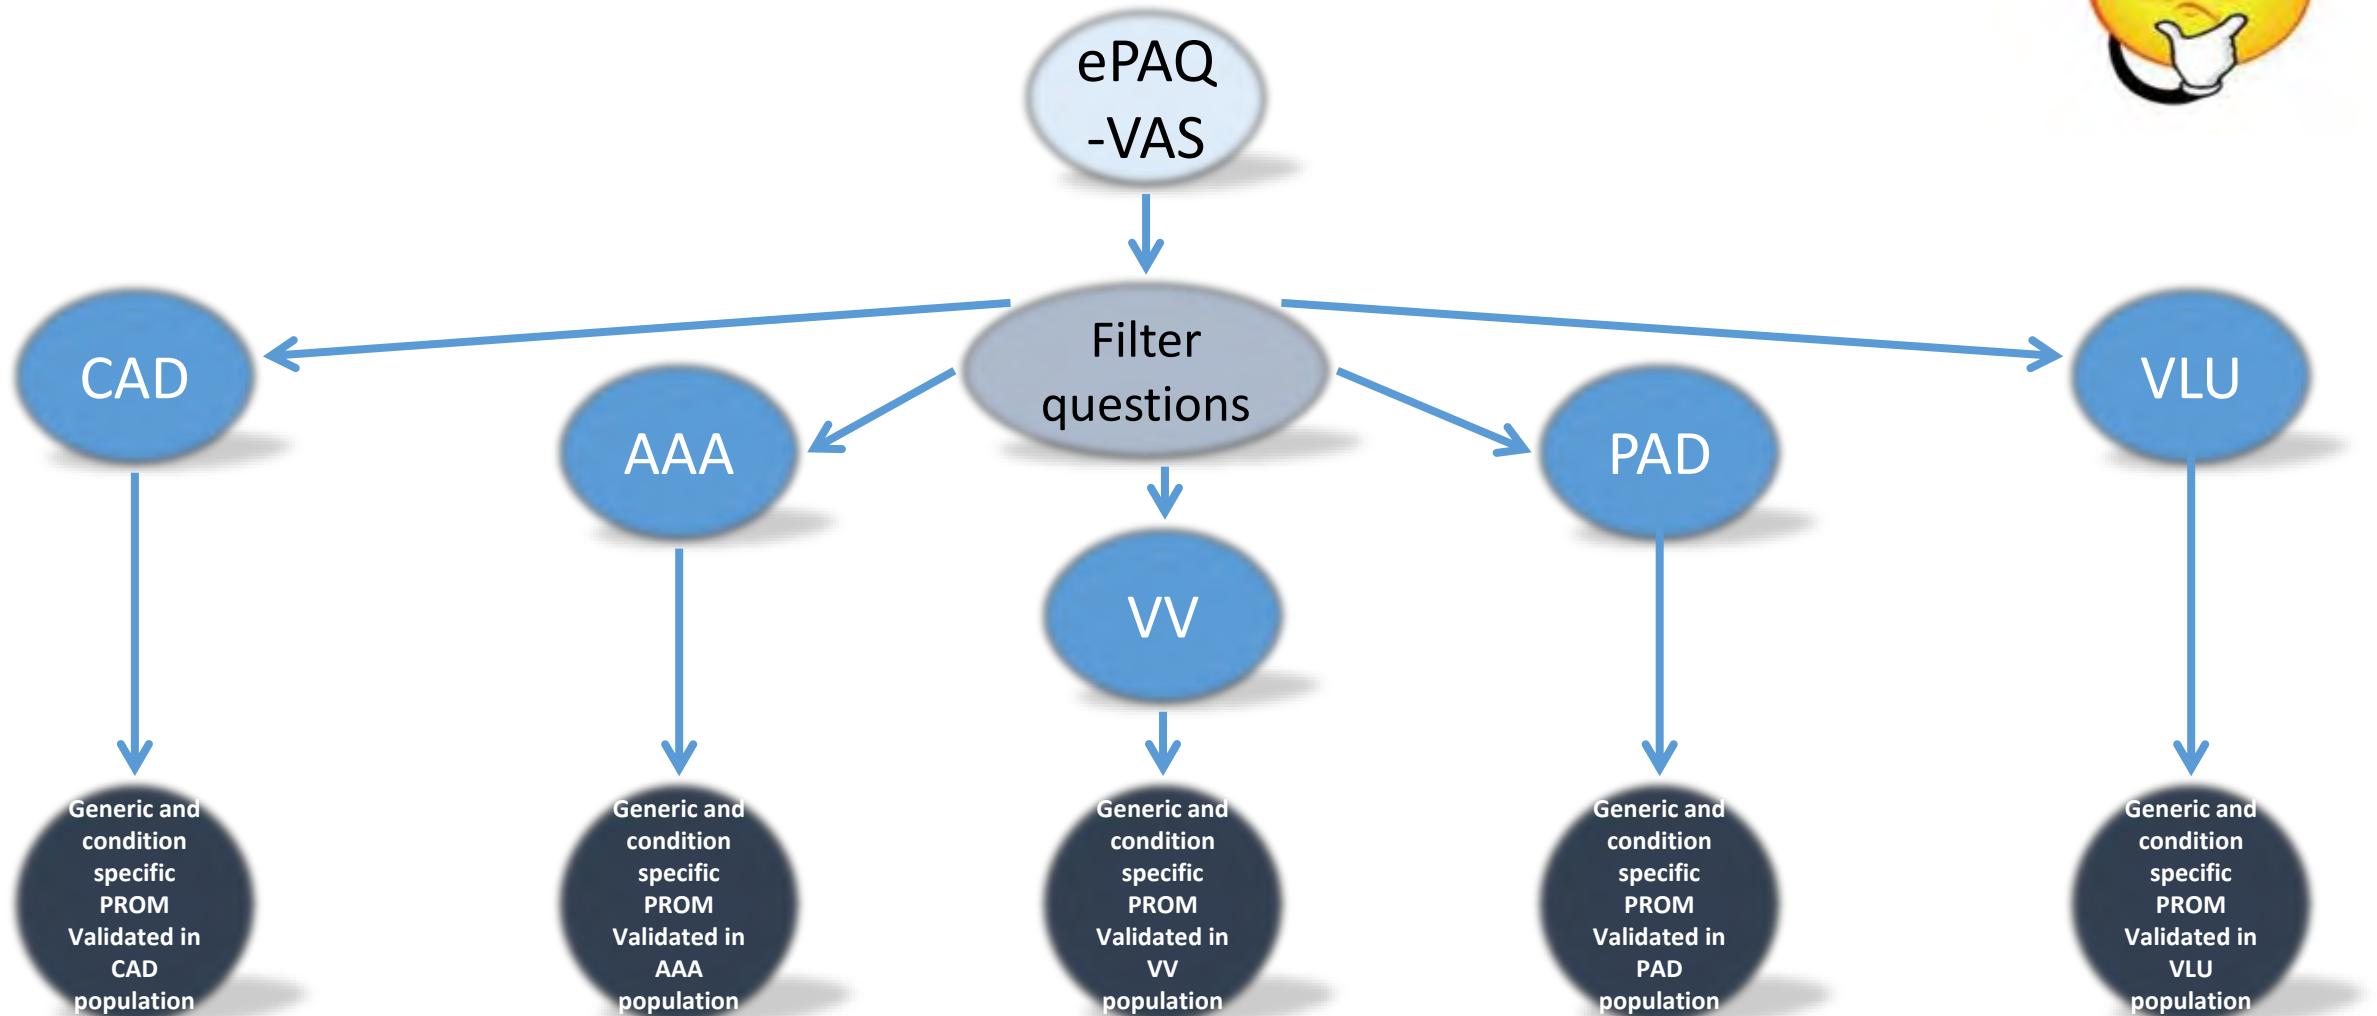 ePAQ
-VAS
Filter
questions
CAD
AAA
VV
PAD
VLU
Generic and
condition
specific
PROM
Validated in
CAD
population
Generic and
condition
specific
PROM
Validated in
AAA
population
Generic and
condition
specific
PROM
Validated in
VV
population
Generic and
condition
specific
PROM
Validated in
PAD
population
Generic and
condition
specific
PROM
Validated in
VLU
population